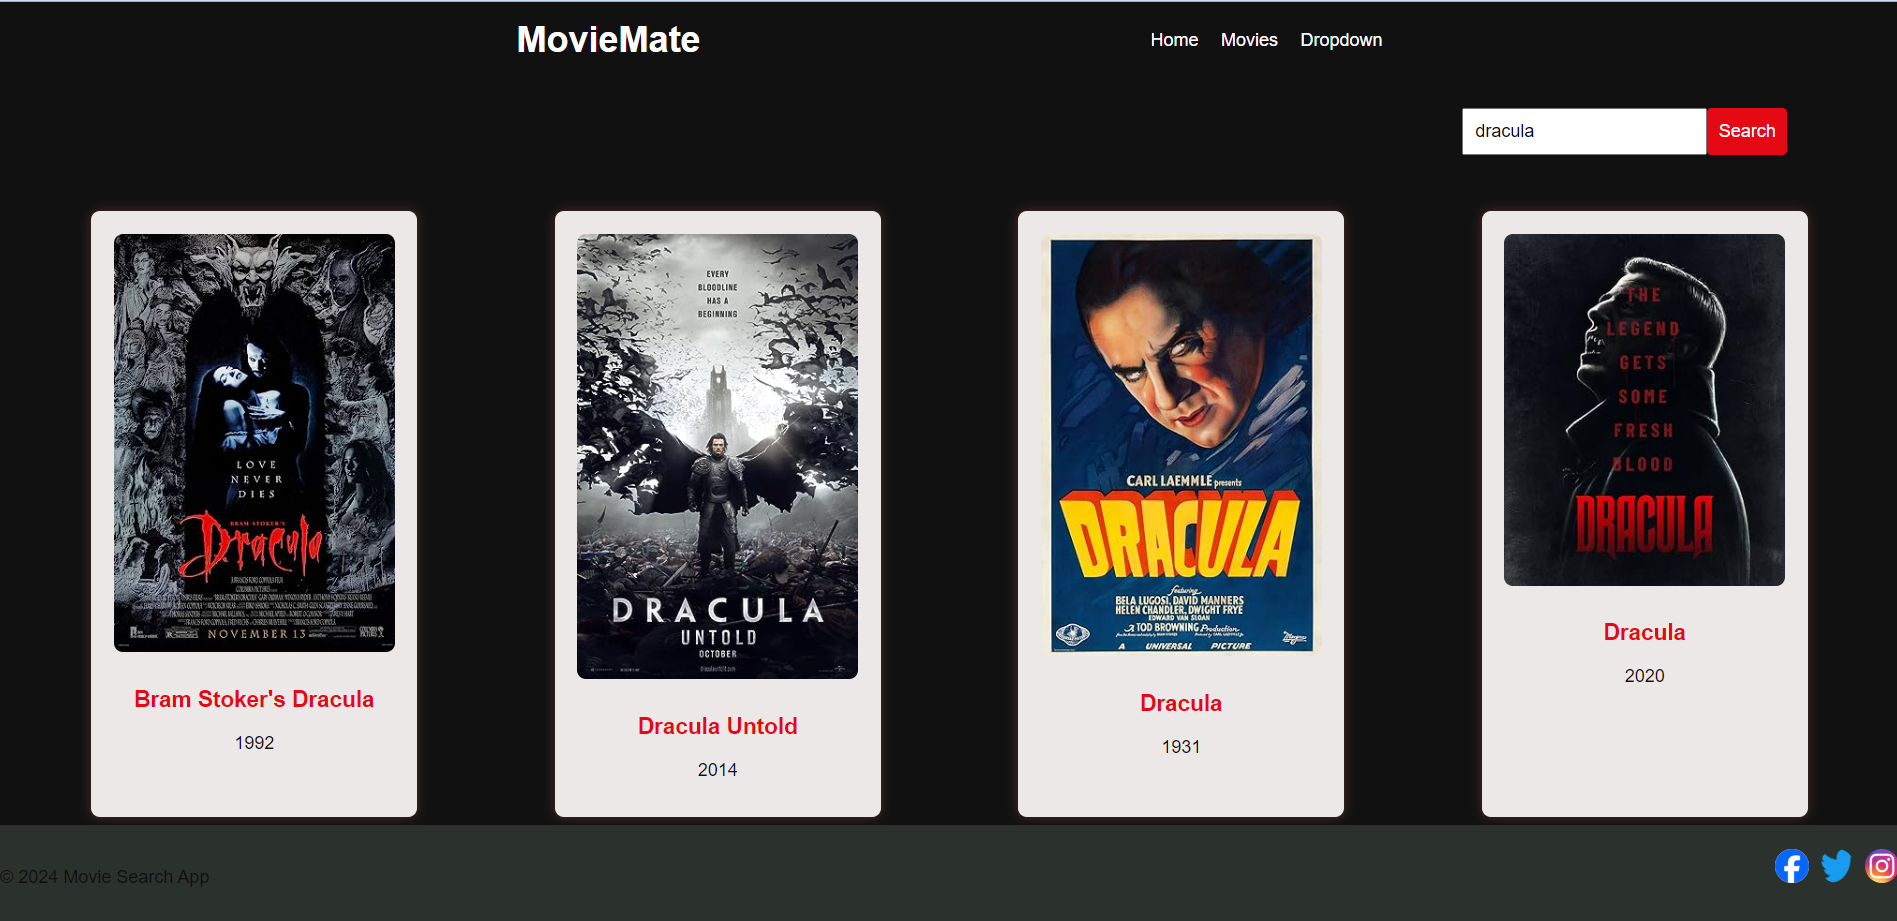 MovieMate
Home Movies Dropdown
dracula Search
LOVE
NEVER
DIES
BRAM STOKER'S
Dracula
NOVEMBER 13
Bram Stoker's Dracula
1992
EVERY
BLOODLINE
HAS A
BEGINNING
DRACULA
UNTOLD
OCTOBER
Dracula Untold
2014
CARL LAEMMLE presents
DRACULA
featuring
BELA LUGOSI, DAVID MANNERS
HELEN CHANDLER, DWIGHT FRYE
EDWARD VAN SLOAN
A TOD BROWNING Production
A UNIVERSAL PICTURE
Dracula
1931
THE
LEGEND
GETS
SOME
FRESH
BLOOD
DRACULA
Dracula
2020
© 2024 Movie Search App